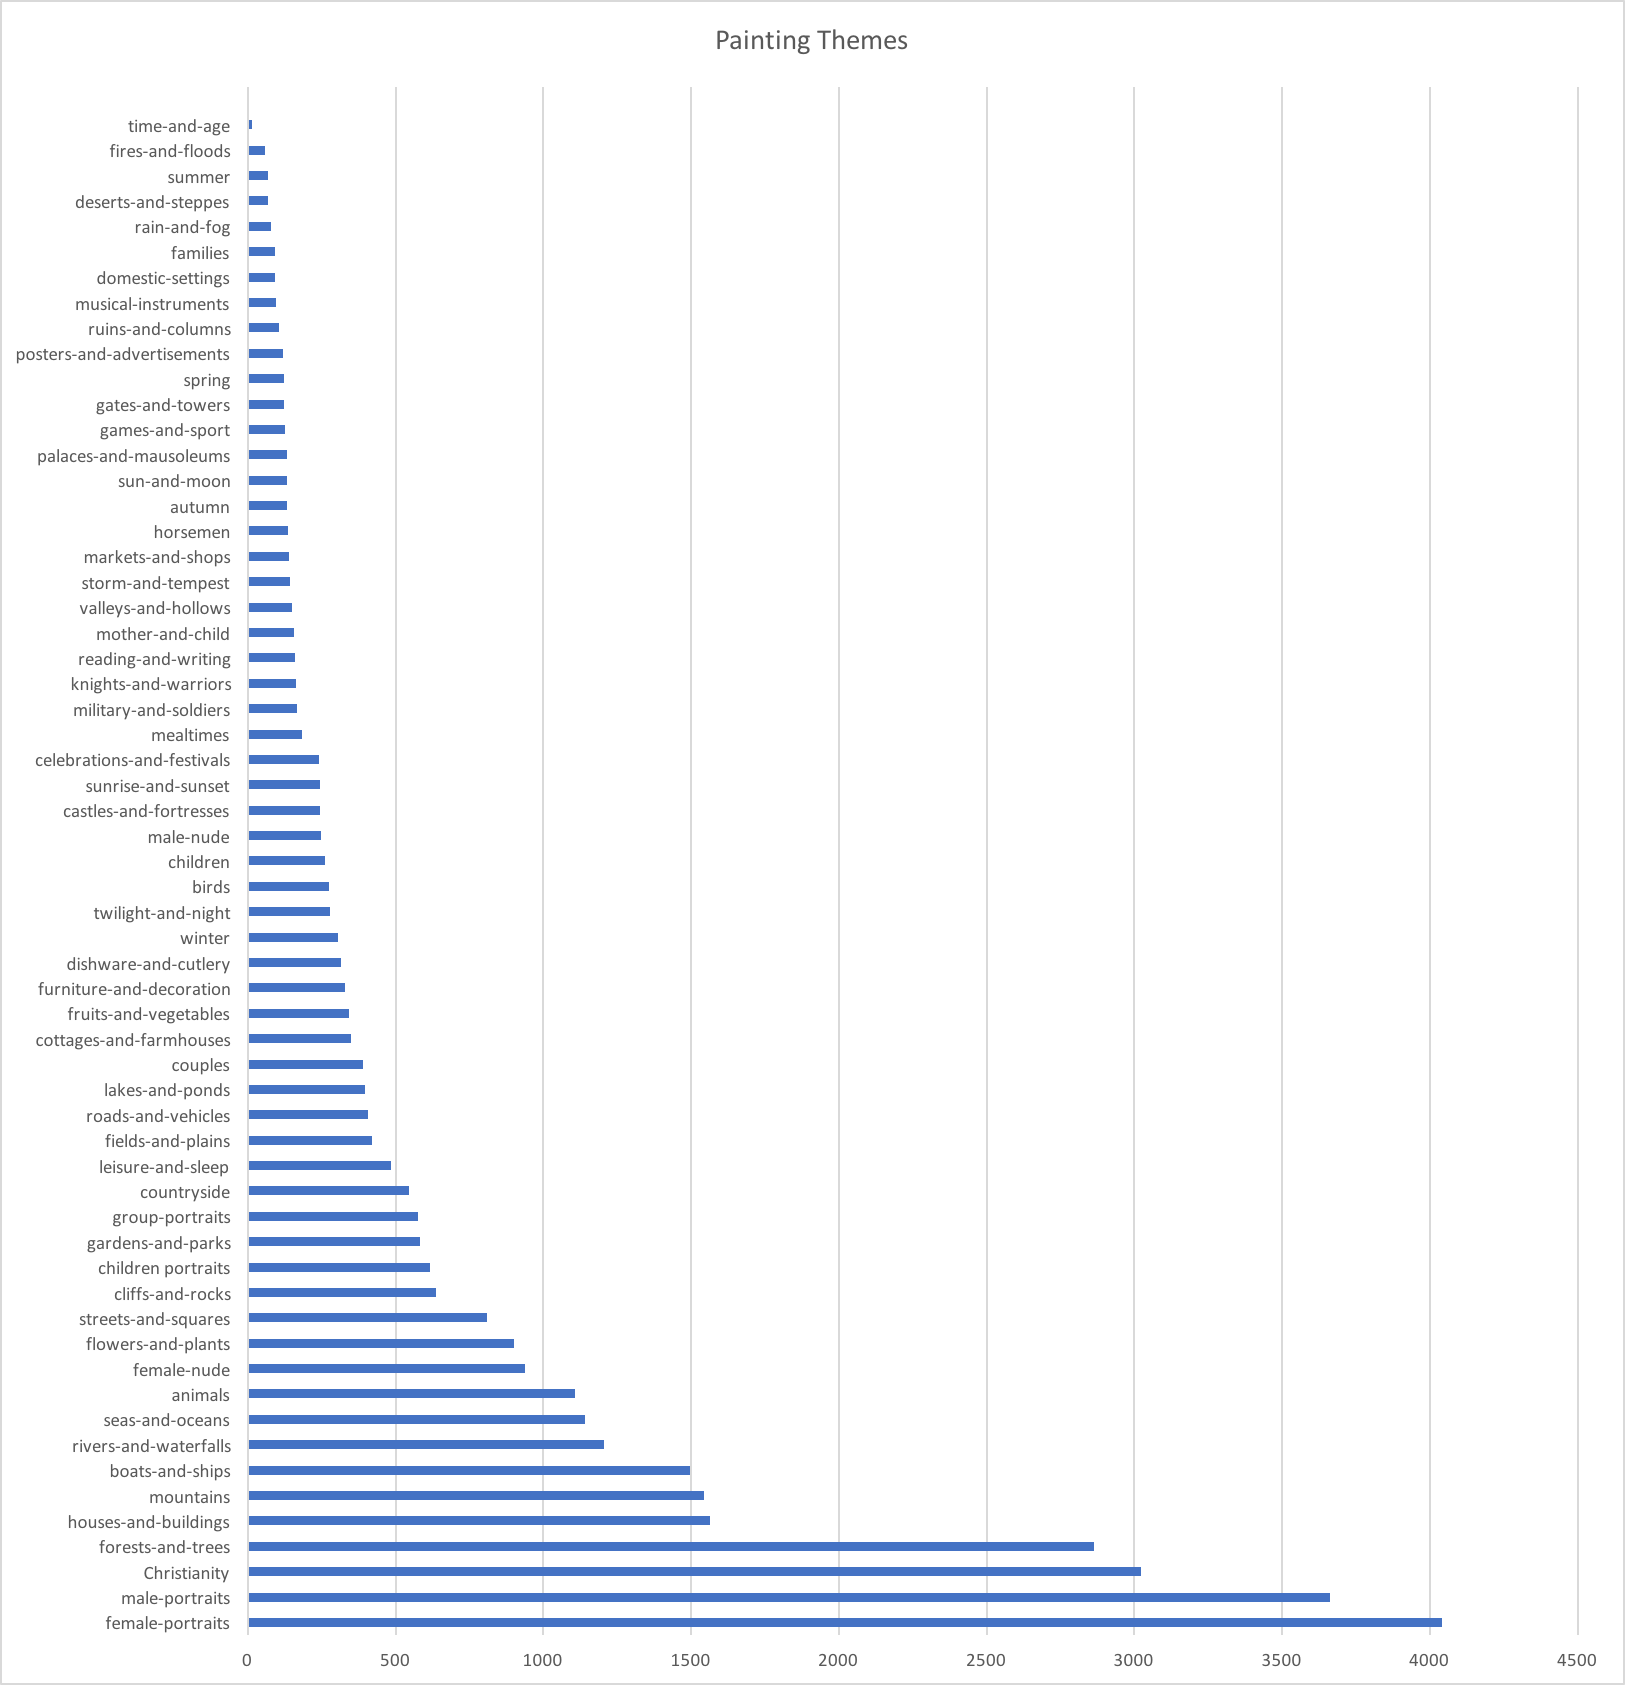 Painting Themes
time-and-age
fires-and-floods
summer
deserts-and-steppes
rain-and-fog
families
domestic-settings
musical-instruments
ruins-and-columns
posters-and-advertisements
spring
gates-and-towers
games-and-sport
palaces-and-mausoleums
sun-and-moon
autumn
horsemen
markets-and-shops
storm-and-tempest
valleys-and-hollows
mother-and-child
reading-and-writing
knights-and-warriors
military-and-soldiers
mealtimes
celebrations-and-festivals
sunrise-and-sunset
castles-and-fortresses
male-nude
children
birds
twilight-and-night
winter
dishware-and-cutlery
furniture-and-decoration
fruits-and-vegetables
cottages-and-farmhouses
couples
lakes-and-ponds
roads-and-vehicles
fields-and-plains
leisure-and-sleep
countryside
group-portraits
gardens-and-parks
children portraits
cliffs-and-rocks
streets-and-squares
flowers-and-plants
female-nude
animals
seas-and-oceans
rivers-and-waterfalls
boats-and-ships
mountains
houses-and-buildings
forests-and-trees
Christianity
male-portraits
female-portraits
0 500 1000 1500 2000 2500 3000 3500 4000 4500